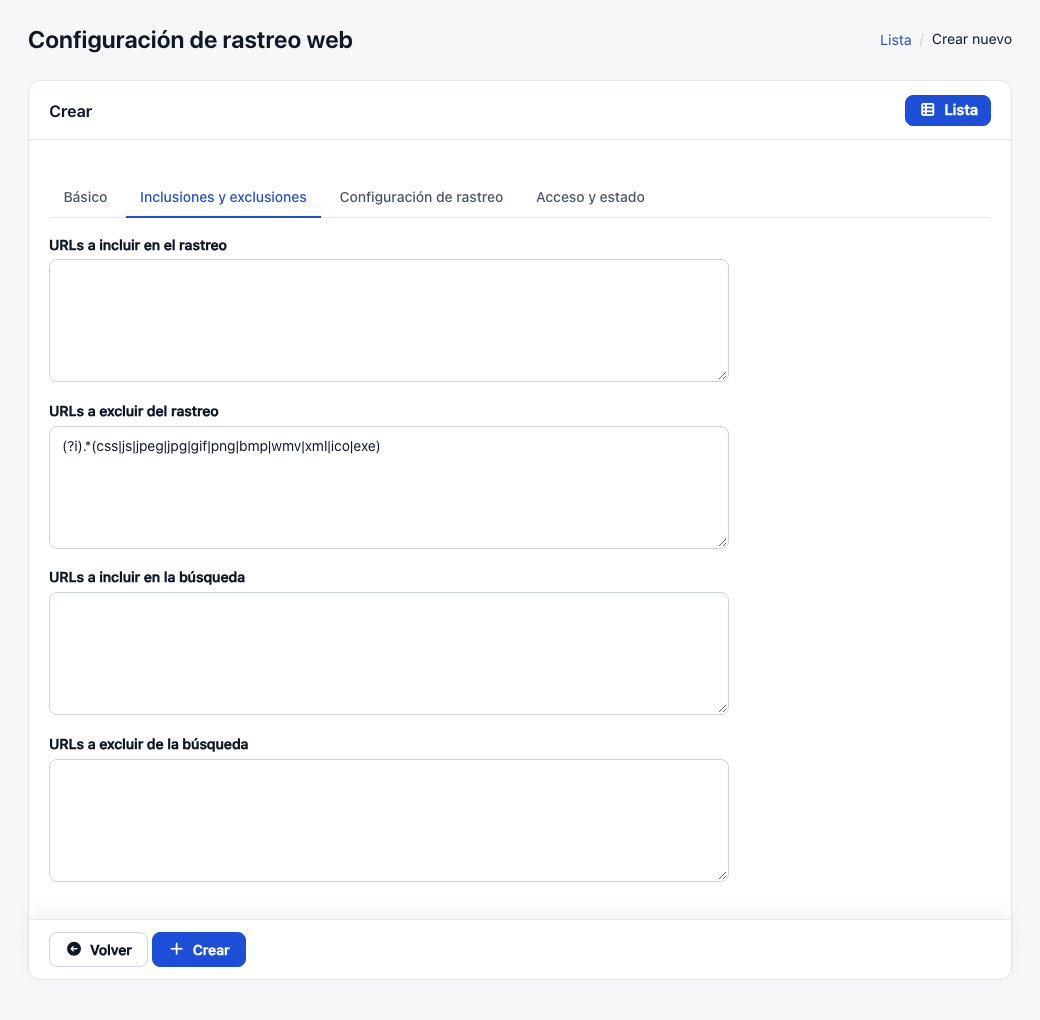 Configuración de rastreo web
Lista / Crear nuevo
Crear
Lista
Básico
Inclusiones y exclusiones
Configuración de rastreo
Acceso y estado
URLs a incluir en el rastreo
URLs a excluir del rastreo
(?i).*(css|js|jpeg|jpg|gif|png|bmp|wmv|xml|ico|exe)
URLs a incluir en la búsqueda
URLs a excluir de la búsqueda
Volver
Crear